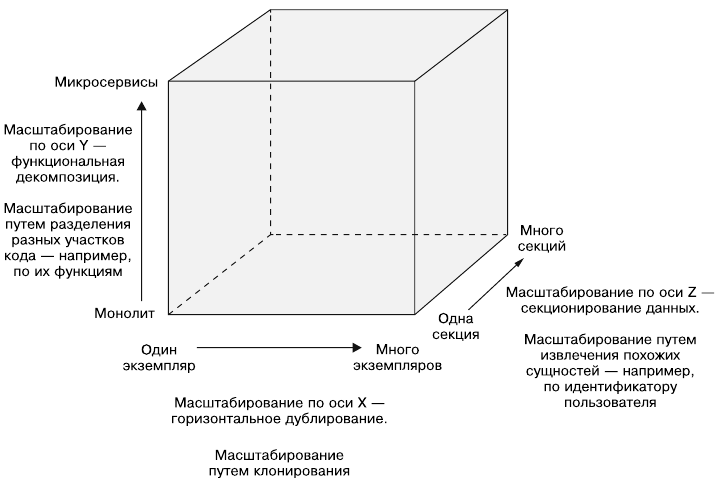 Микросервисы
Масштабирование
по оси Y —
функциональная
декомпозиция.
Масштабирование
путем разделения
разных участков
кода — например,
по их функциям
Монолит
Один
экземпляр
Много
экземпляров
Масштабирование по оси X —
горизонтальное дублирование.
Масштабирование
путем клонирования
Одна
секция
Много
секций
Масштабирование по оси Z —
секционирование данных.
Масштабирование путем
извлечения похожих
сущностей — например,
по идентификатору
пользователя